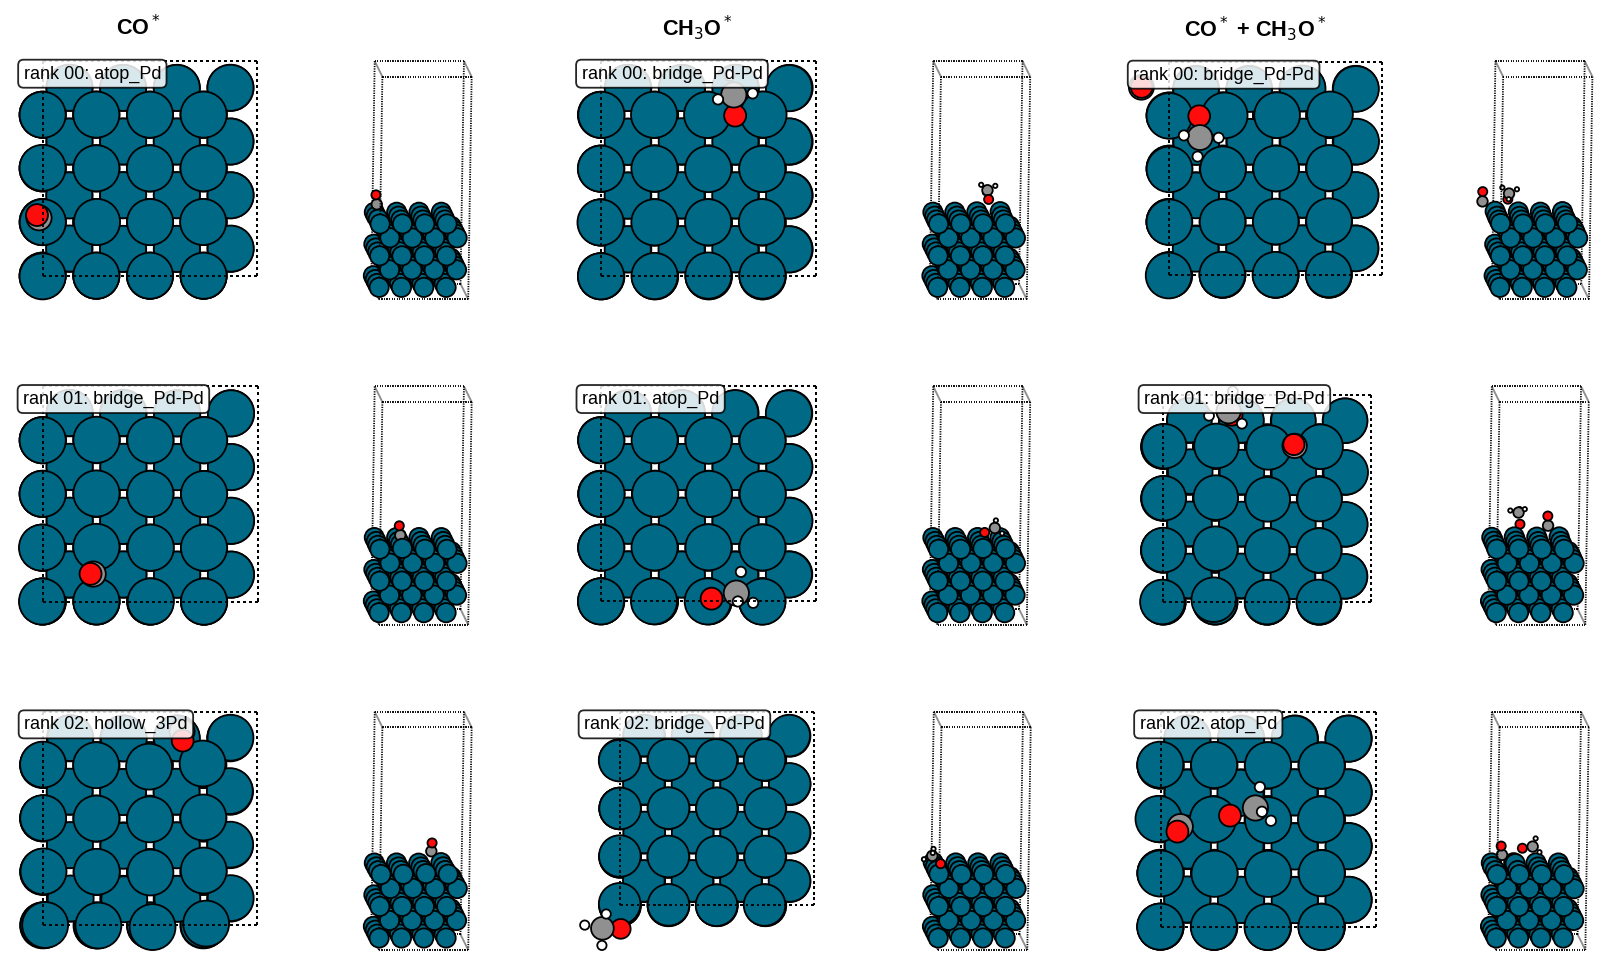 CO* CH₃O* CO* + CH₃O*
rank 00: atop_Pd
rank 00: bridge_Pd-Pd
rank 00: bridge_Pd-Pd
rank 01: bridge_Pd-Pd
rank 01: atop_Pd
rank 01: bridge_Pd-Pd
rank 02: hollow_3Pd
rank 02: bridge_Pd-Pd
rank 02: atop_Pd